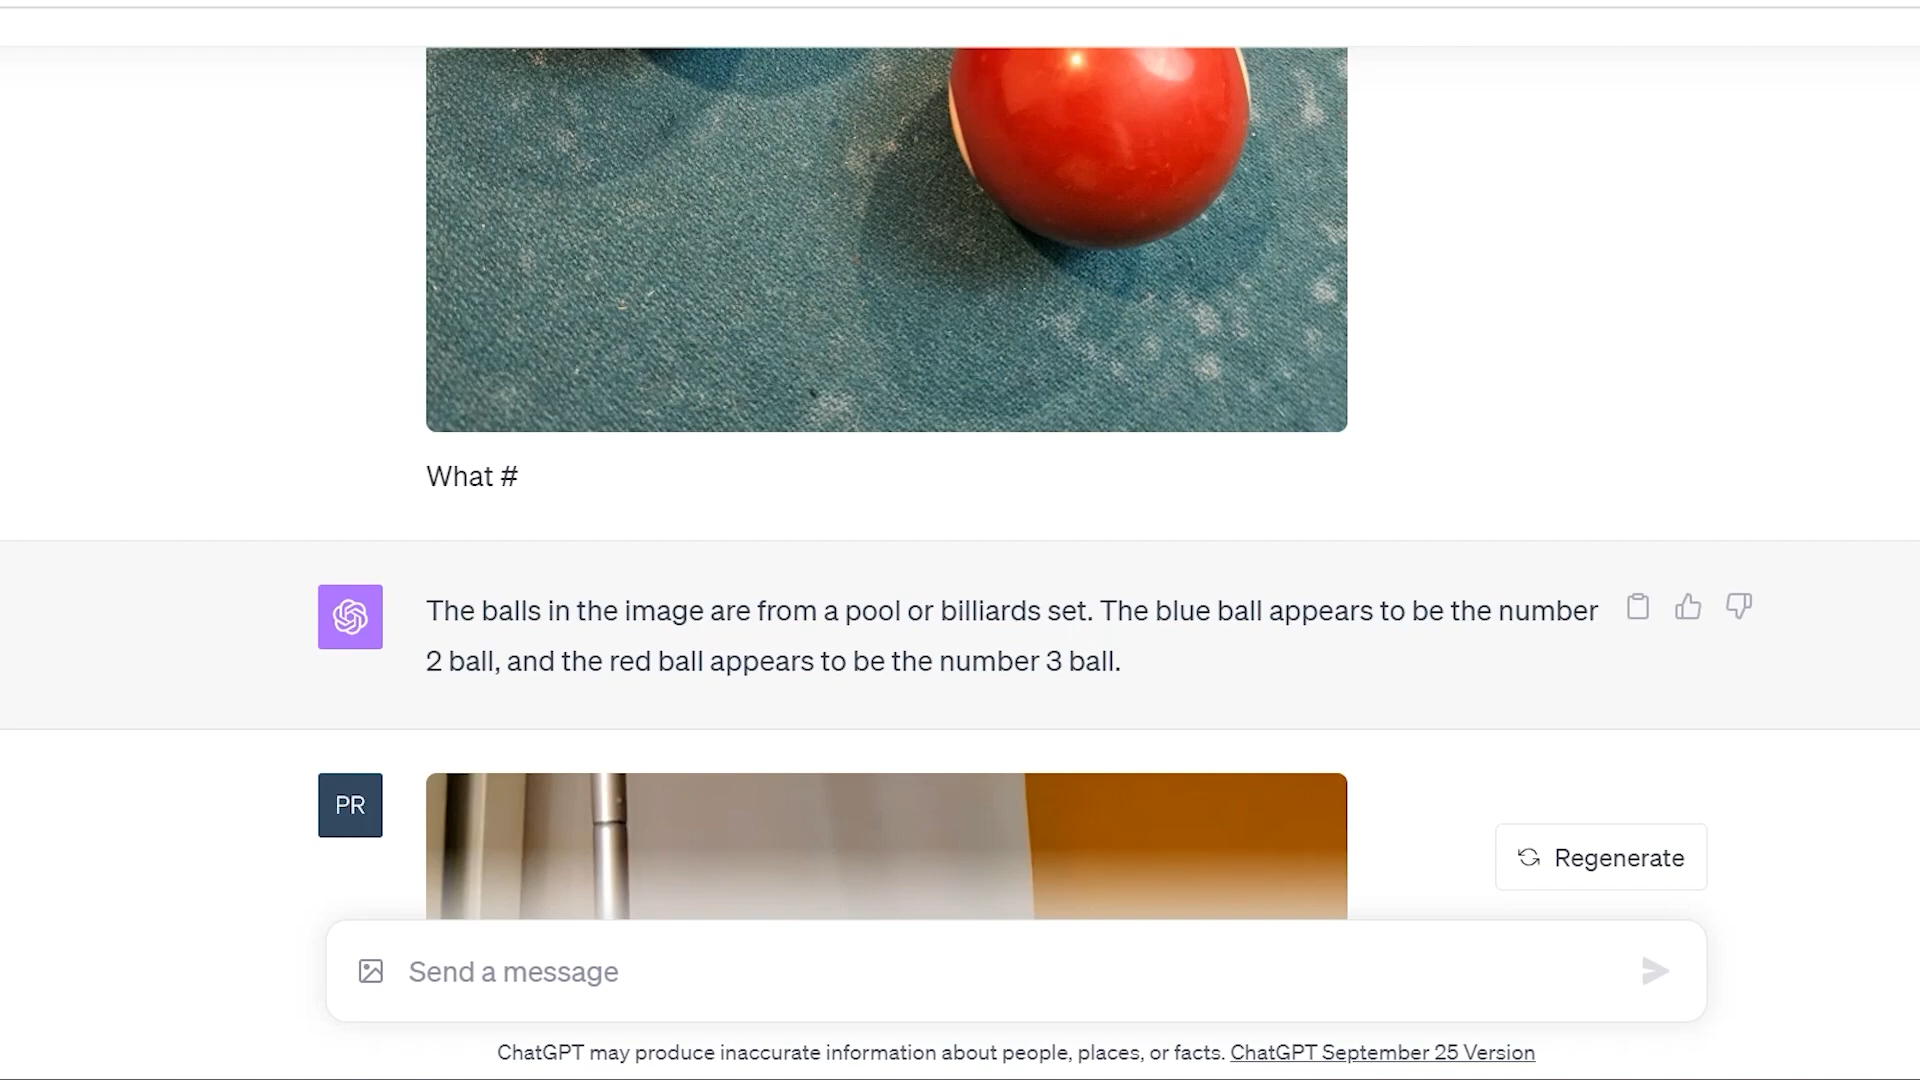 What #
The balls in the image are from a pool or billiards set. The blue ball appears to be the number
2 ball, and the red ball appears to be the number 3 ball.
PR
Regenerate
Send a message
ChatGPT may produce inaccurate information about people, places, or facts. ChatGPT September 25 Version